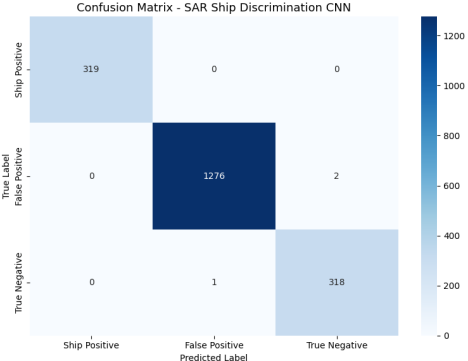 Confusion Matrix - SAR Ship Discrimination CNN
True Label
Ship Positive
319 0 0
False Positive
0 1276 2
True Negative
0 1 318
Ship Positive False Positive True Negative
Predicted Label
1200
1000
800
600
400
200
0